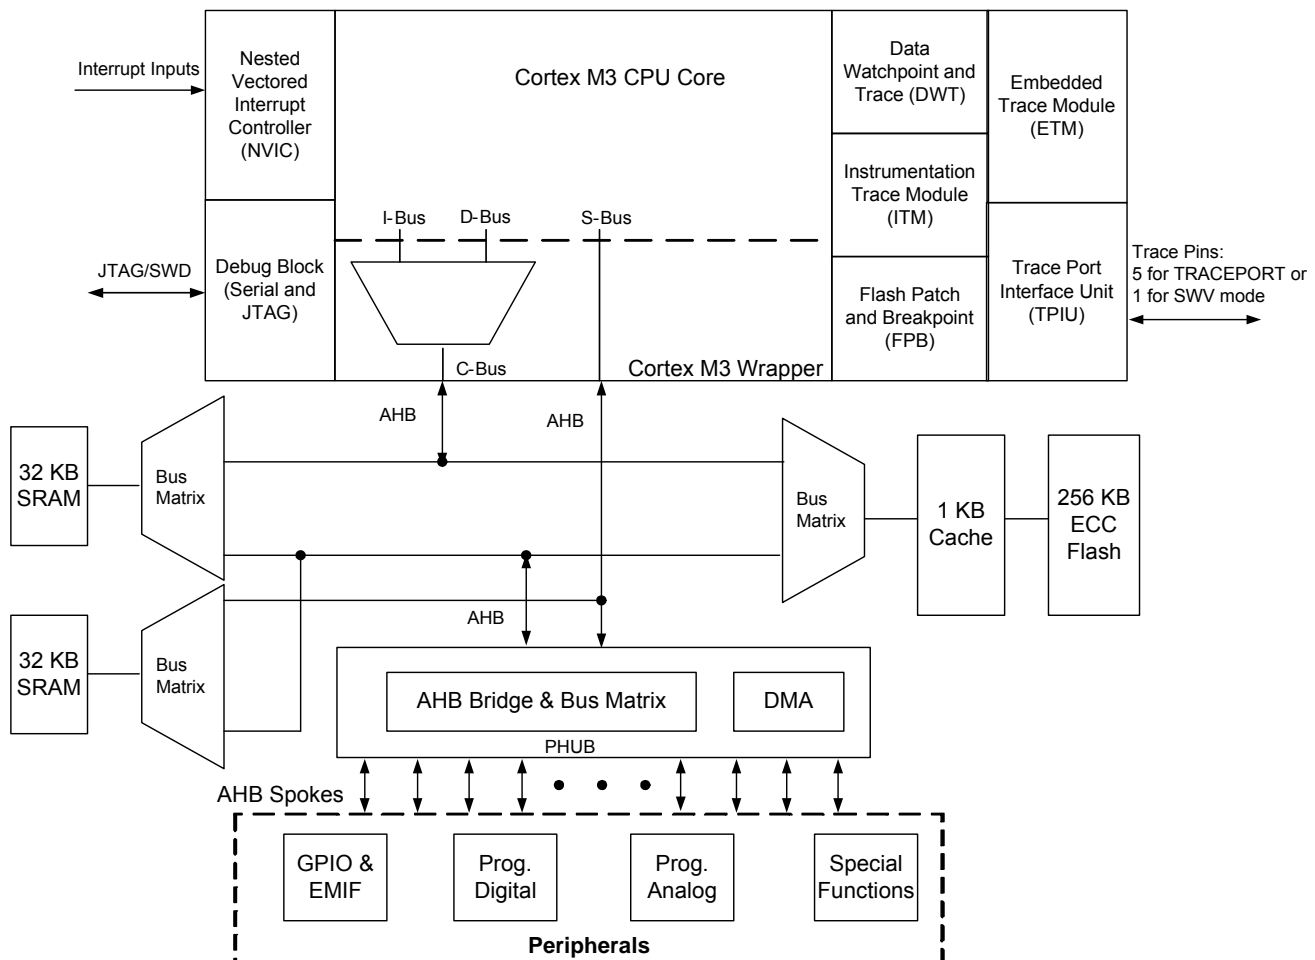 Interrupt Inputs
Nested
Vectored
Interrupt
Controller
(NVIC)
Cortex M3 CPU Core
Data
Watchpoint and
Trace (DWT)
Embedded
Trace Module
(ETM)
Instrumentation
Trace Module
(ITM)
I-Bus
D-Bus
S-Bus
JTAG/SWD
Debug Block
(Serial and
JTAG)
Flash Patch
and Breakpoint
(FPB)
Trace Port
Interface Unit
(TPIU)
Trace Pins:
5 for TRACEPORT or
1 for SWV mode
C-Bus
Cortex M3 Wrapper
AHB
AHB
32 KB
SRAM
Bus
Matrix
Bus
Matrix
1 KB
Cache
256 KB
ECC
Flash
AHB
32 KB
SRAM
Bus
Matrix
AHB Bridge & Bus Matrix
DMA
PHUB
AHB Spokes
GPIO &
EMIF
Prog.
Digital
Prog.
Analog
Special
Functions
Peripherals